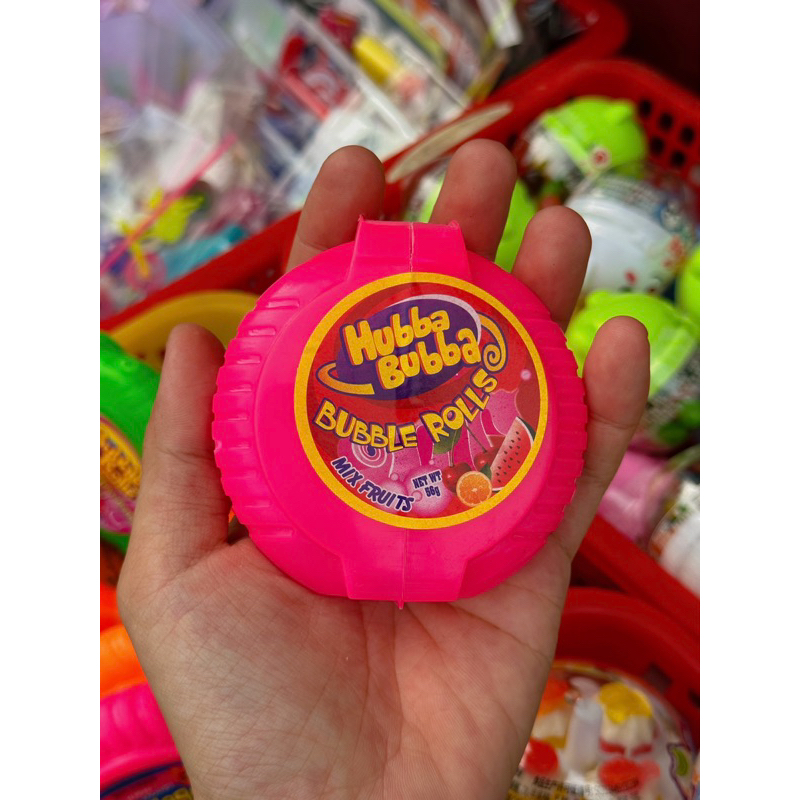 Hubba
Bubba
BUBBLE ROLLS
MIX FRUITS
NET WT
56g